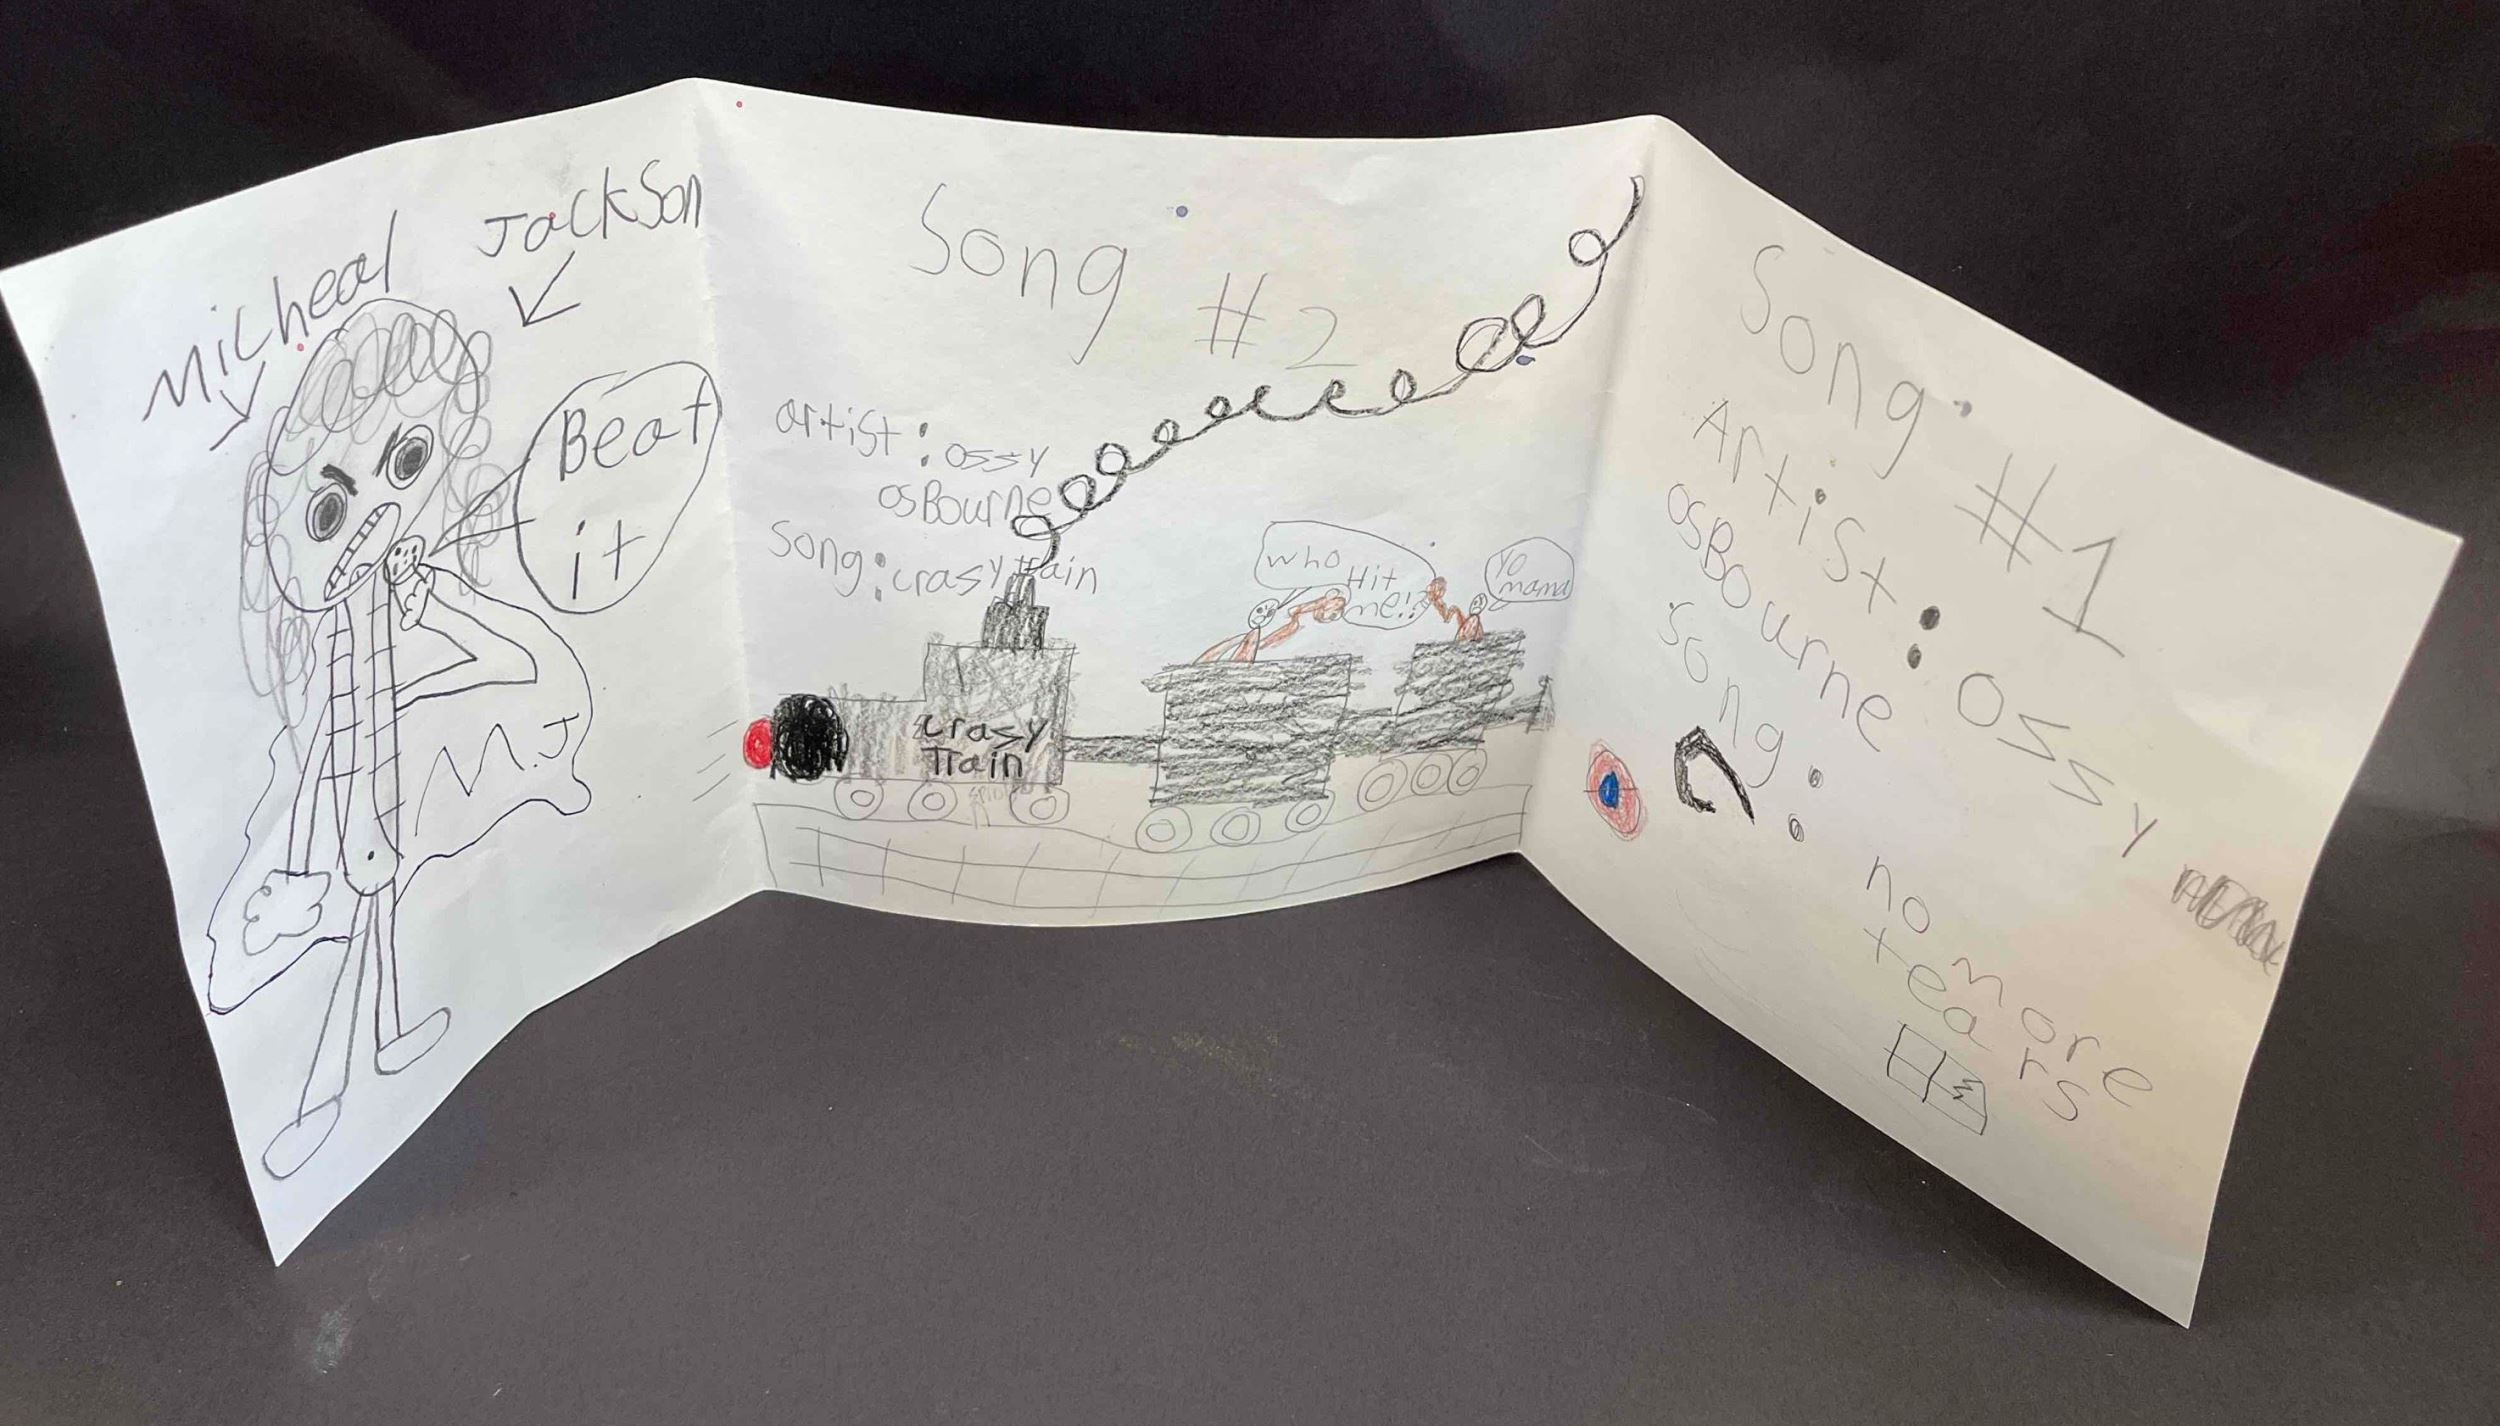 Micheal Jackson
Beat
it
M.J
Song
#2
artist: ossy
osBourne
Song: crasy train
who Hit
me!?
Yo
mama
crasy
Train
Song
#1
Artist: Ossy
osBourne
Song:
no more
tears